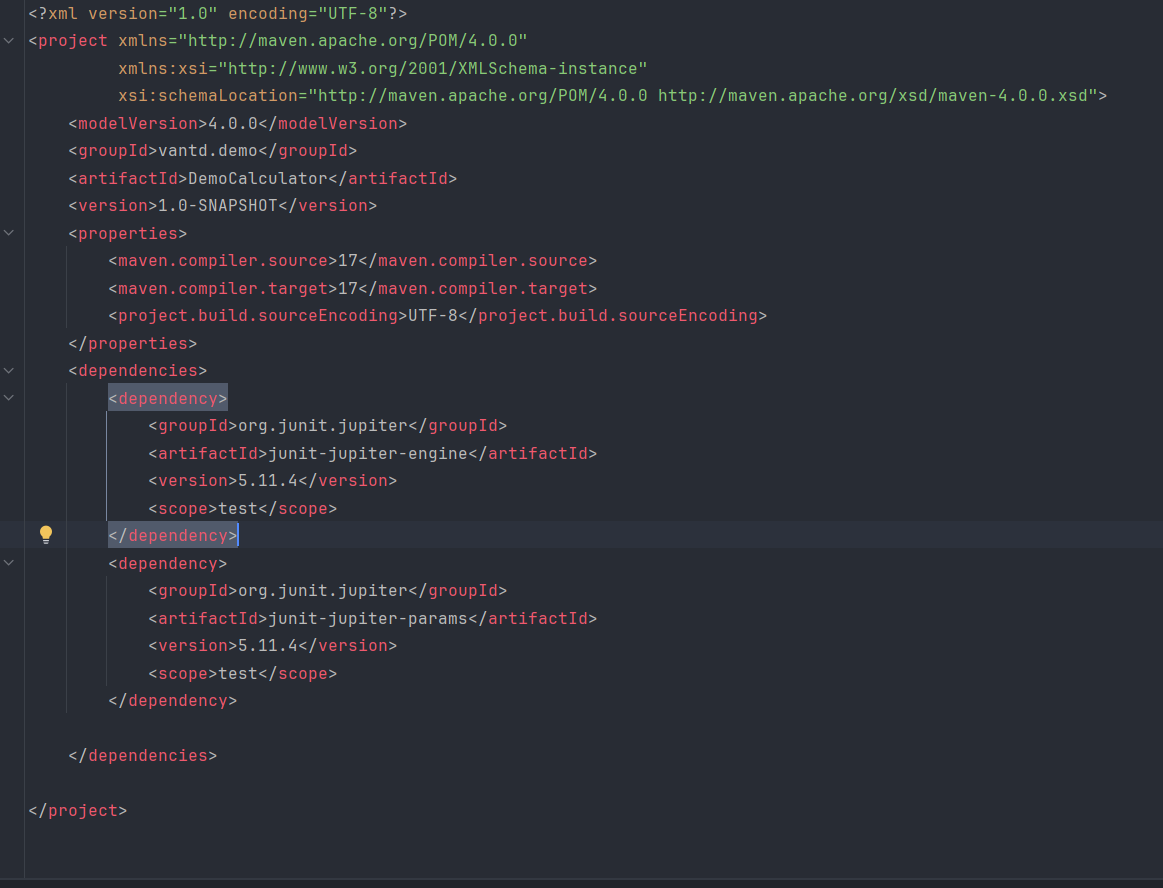 <?xml version="1.0" encoding="UTF-8"?>
<project xmlns="http://maven.apache.org/POM/4.0.0"
         xmlns:xsi="http://www.w3.org/2001/XMLSchema-instance"
         xsi:schemaLocation="http://maven.apache.org/POM/4.0.0 http://maven.apache.org/xsd/maven-4.0.0.xsd">
    <modelVersion>4.0.0</modelVersion>
    <groupId>vantd.demo</groupId>
    <artifactId>DemoCalculator</artifactId>
    <version>1.0-SNAPSHOT</version>
    <properties>
        <maven.compiler.source>17</maven.compiler.source>
        <maven.compiler.target>17</maven.compiler.target>
        <project.build.sourceEncoding>UTF-8</project.build.sourceEncoding>
    </properties>
    <dependencies>
        <dependency>
            <groupId>org.junit.jupiter</groupId>
            <artifactId>junit-jupiter-engine</artifactId>
            <version>5.11.4</version>
            <scope>test</scope>
        </dependency>
        <dependency>
            <groupId>org.junit.jupiter</groupId>
            <artifactId>junit-jupiter-params</artifactId>
            <version>5.11.4</version>
            <scope>test</scope>
        </dependency>
    </dependencies>
</project>